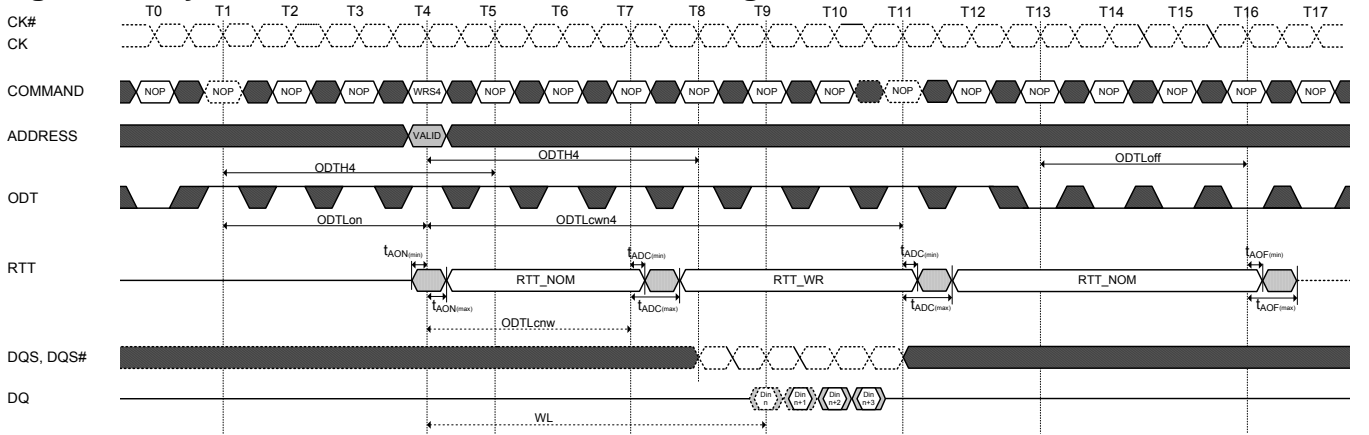 T0 T1 T2 T3 T4 T5 T6 T7 T8 T9 T10 T11 T12 T13 T14 T15 T16 T17
CK#
CK
COMMAND NOP NOP NOP NOP WRS4 NOP NOP NOP NOP NOP NOP NOP NOP NOP NOP NOP NOP NOP
ADDRESS VALID
ODTH4 ODTLoff
ODTH4
ODT
ODTLon ODTLcwn4
tAON(min) tADC(min) tADC(min) tAOF(min)
RTT RTT_NOM RTT_WR RTT_NOM
tAON(max) tADC(max) tADC(max) tAOF(max)
ODTLcnw
DQS, DQS#
DQ Din n Din n+1 Din n+2 Din n+3
WL